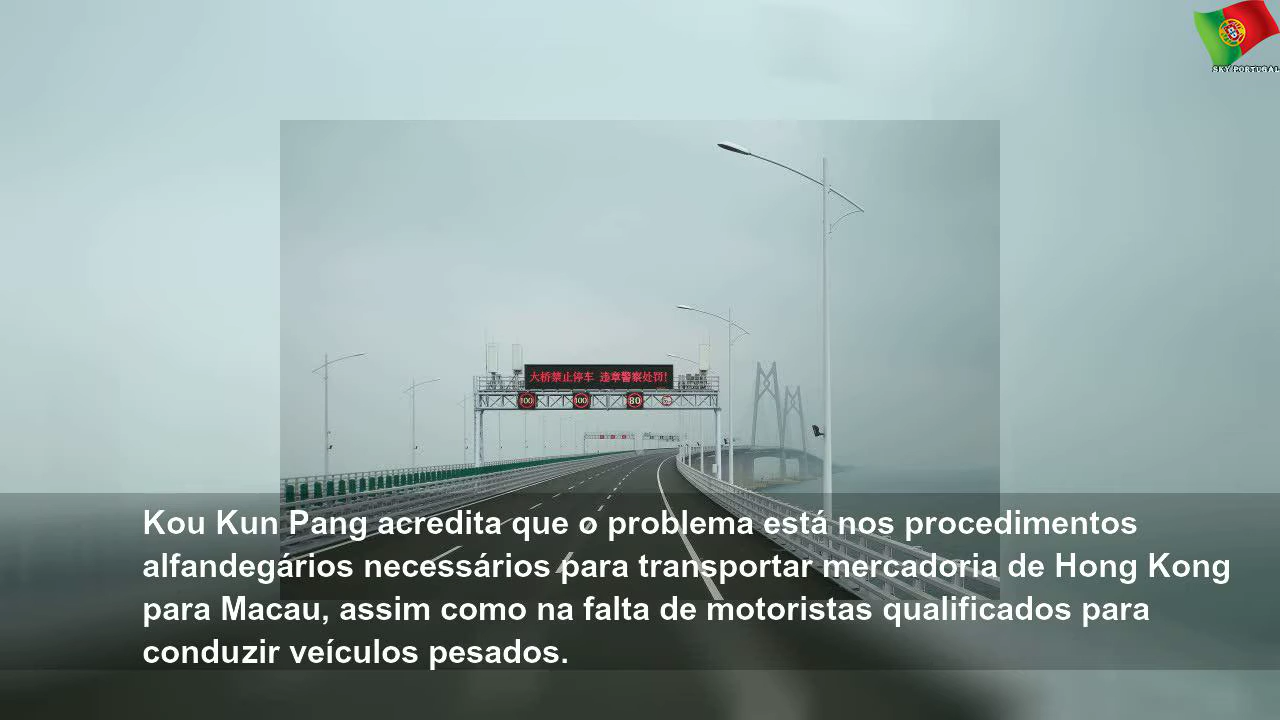 SKY PORTUGAL
大桥禁止停车 违章警察处罚!
100 100 80
Kou Kun Pang acredita que o problema está nos procedimentos
alfandegários necessários para transportar mercadoria de Hong Kong
para Macau, assim como na falta de motoristas qualificados para
conduzir veículos pesados.